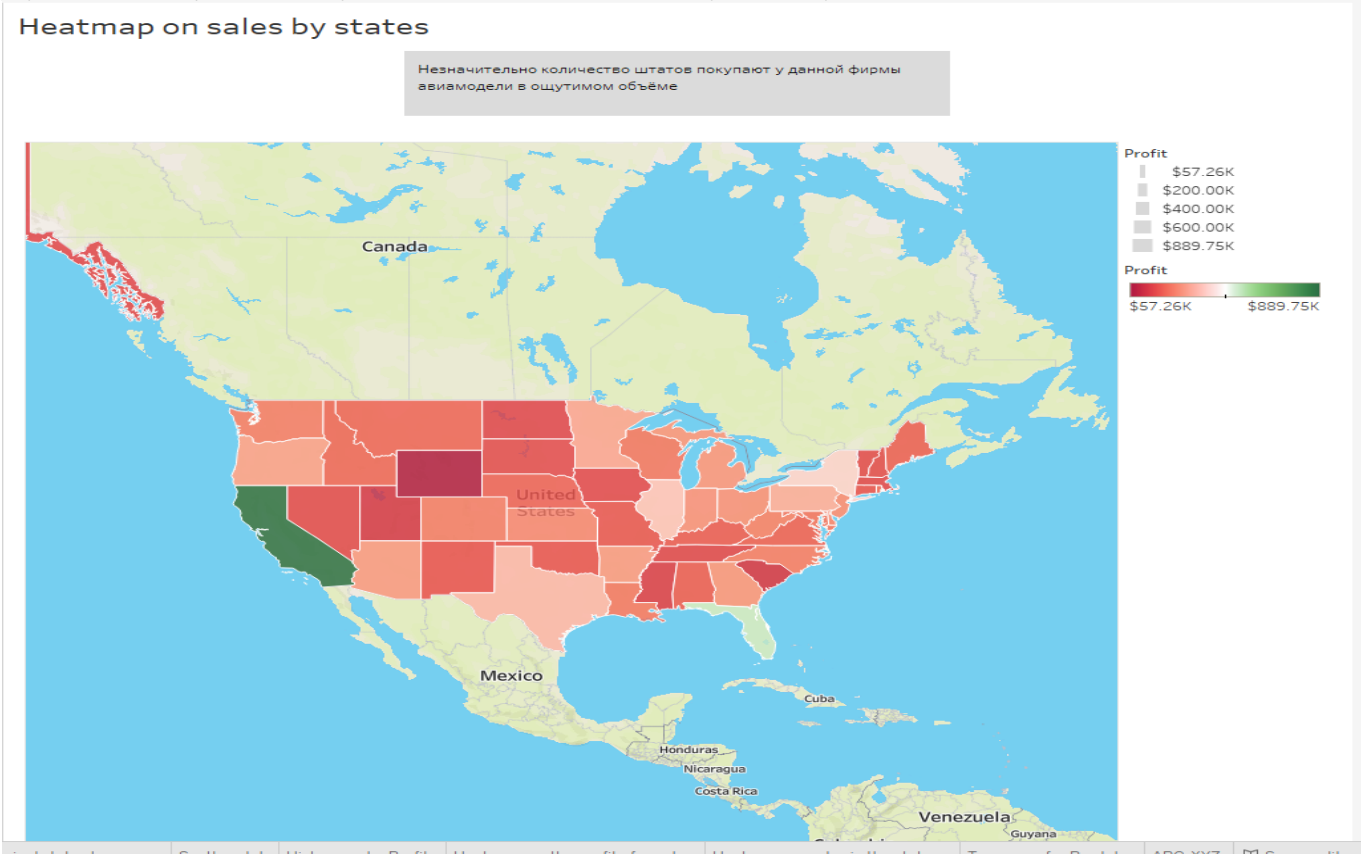 Heatmap on sales by states
Незначительно количество штатов покупают у данной фирмы
авиамодели в ощутимом объёме
Profit
$57.26K
$200.00K
$400.00K
$600.00K
$889.75K
Profit
$57.26K $889.75K
Canada
United
States
Mexico
Cuba
Honduras
Nicaragua
Costa Rica
Venezuela
Guyana